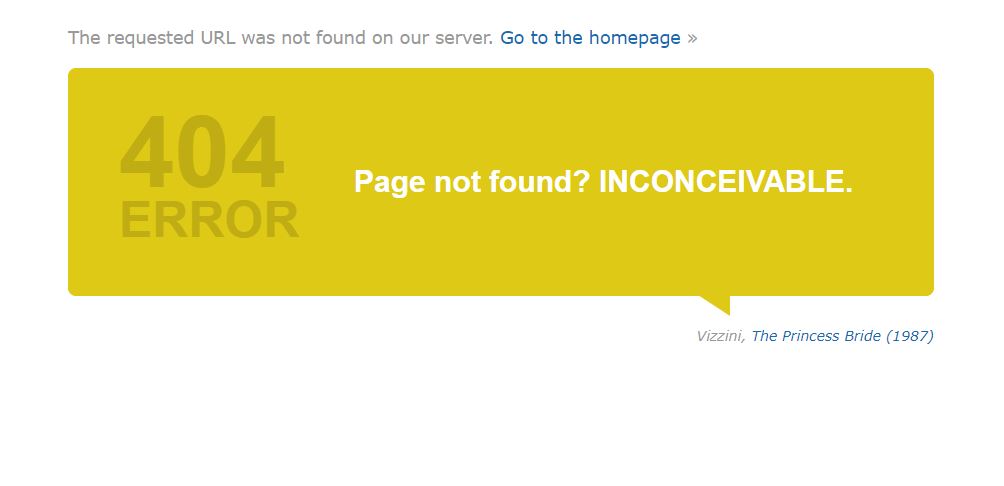 The requested URL was not found on our server. Go to the homepage »
404
ERROR
Page not found? INCONCEIVABLE.
Vizzini, The Princess Bride (1987)